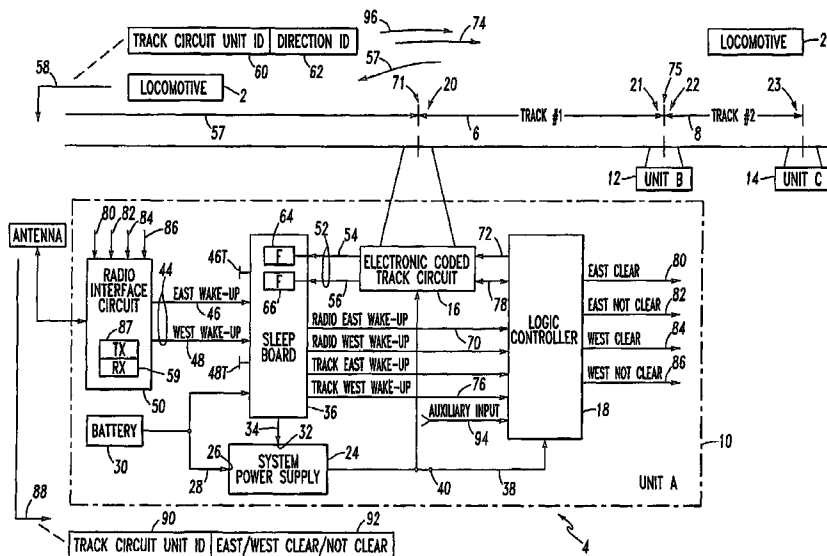 96
74
TRACK CIRCUIT UNIT ID DIRECTION ID
LOCOMOTIVE 2
58
60
62
57
LOCOMOTIVE
2
71
20
75
21
22
23
57
6
TRACK #1
TRACK #2
8
12
UNIT B
14
UNIT C
80
82
84
86
ANTENNA
44
64
52
54
72
46T
F
ELECTRONIC CODED
TRACK CIRCUIT
EAST CLEAR
80
RADIO
INTERFACE
CIRCUIT
EAST WAKE-UP
46
66
F
56
16
78
EAST NOT CLEAR
82
87
TX
RX
WEST WAKE-UP
48
SLEEP
BOARD
RADIO EAST WAKE-UP
70
LOGIC
CONTROLLER
WEST CLEAR
84
59
48T
RADIO WEST WAKE-UP
TRACK EAST WAKE-UP
WEST NOT CLEAR
86
50
TRACK WEST WAKE-UP
76
36
AUXILIARY INPUT
94
18
BATTERY
30
34
32
26
24
28
SYSTEM
POWER SUPPLY
40
38
10
UNIT A
88
90
92
4
TRACK CIRCUIT UNIT ID EAST/WEST CLEAR/NOT CLEAR